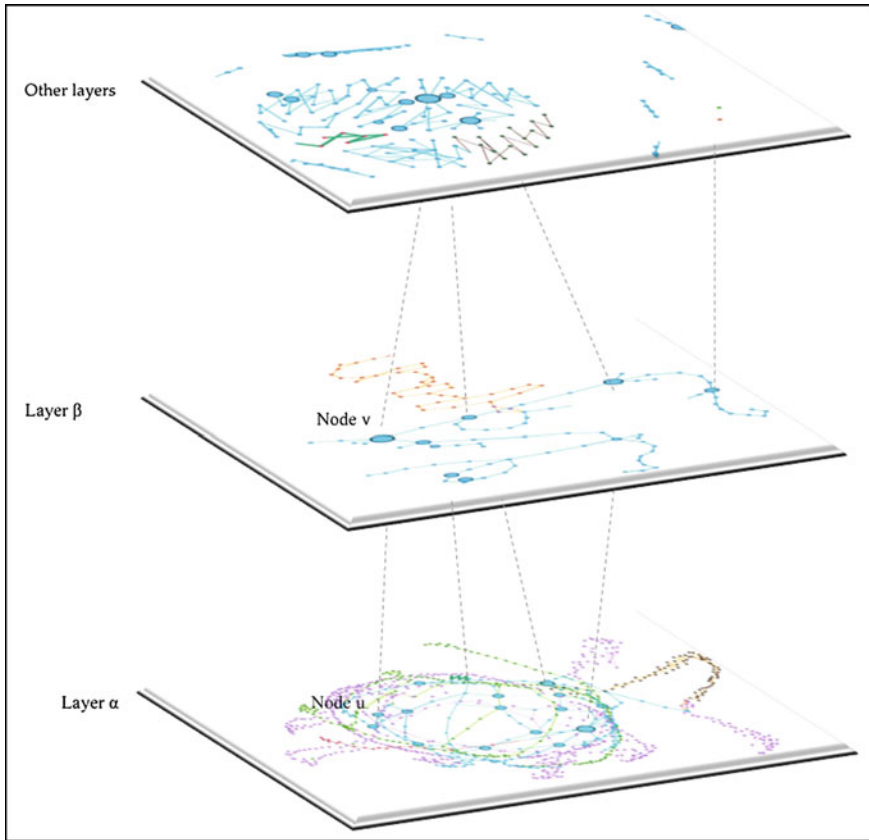 Other layers
Node v
Layer β
Node u
Layer α